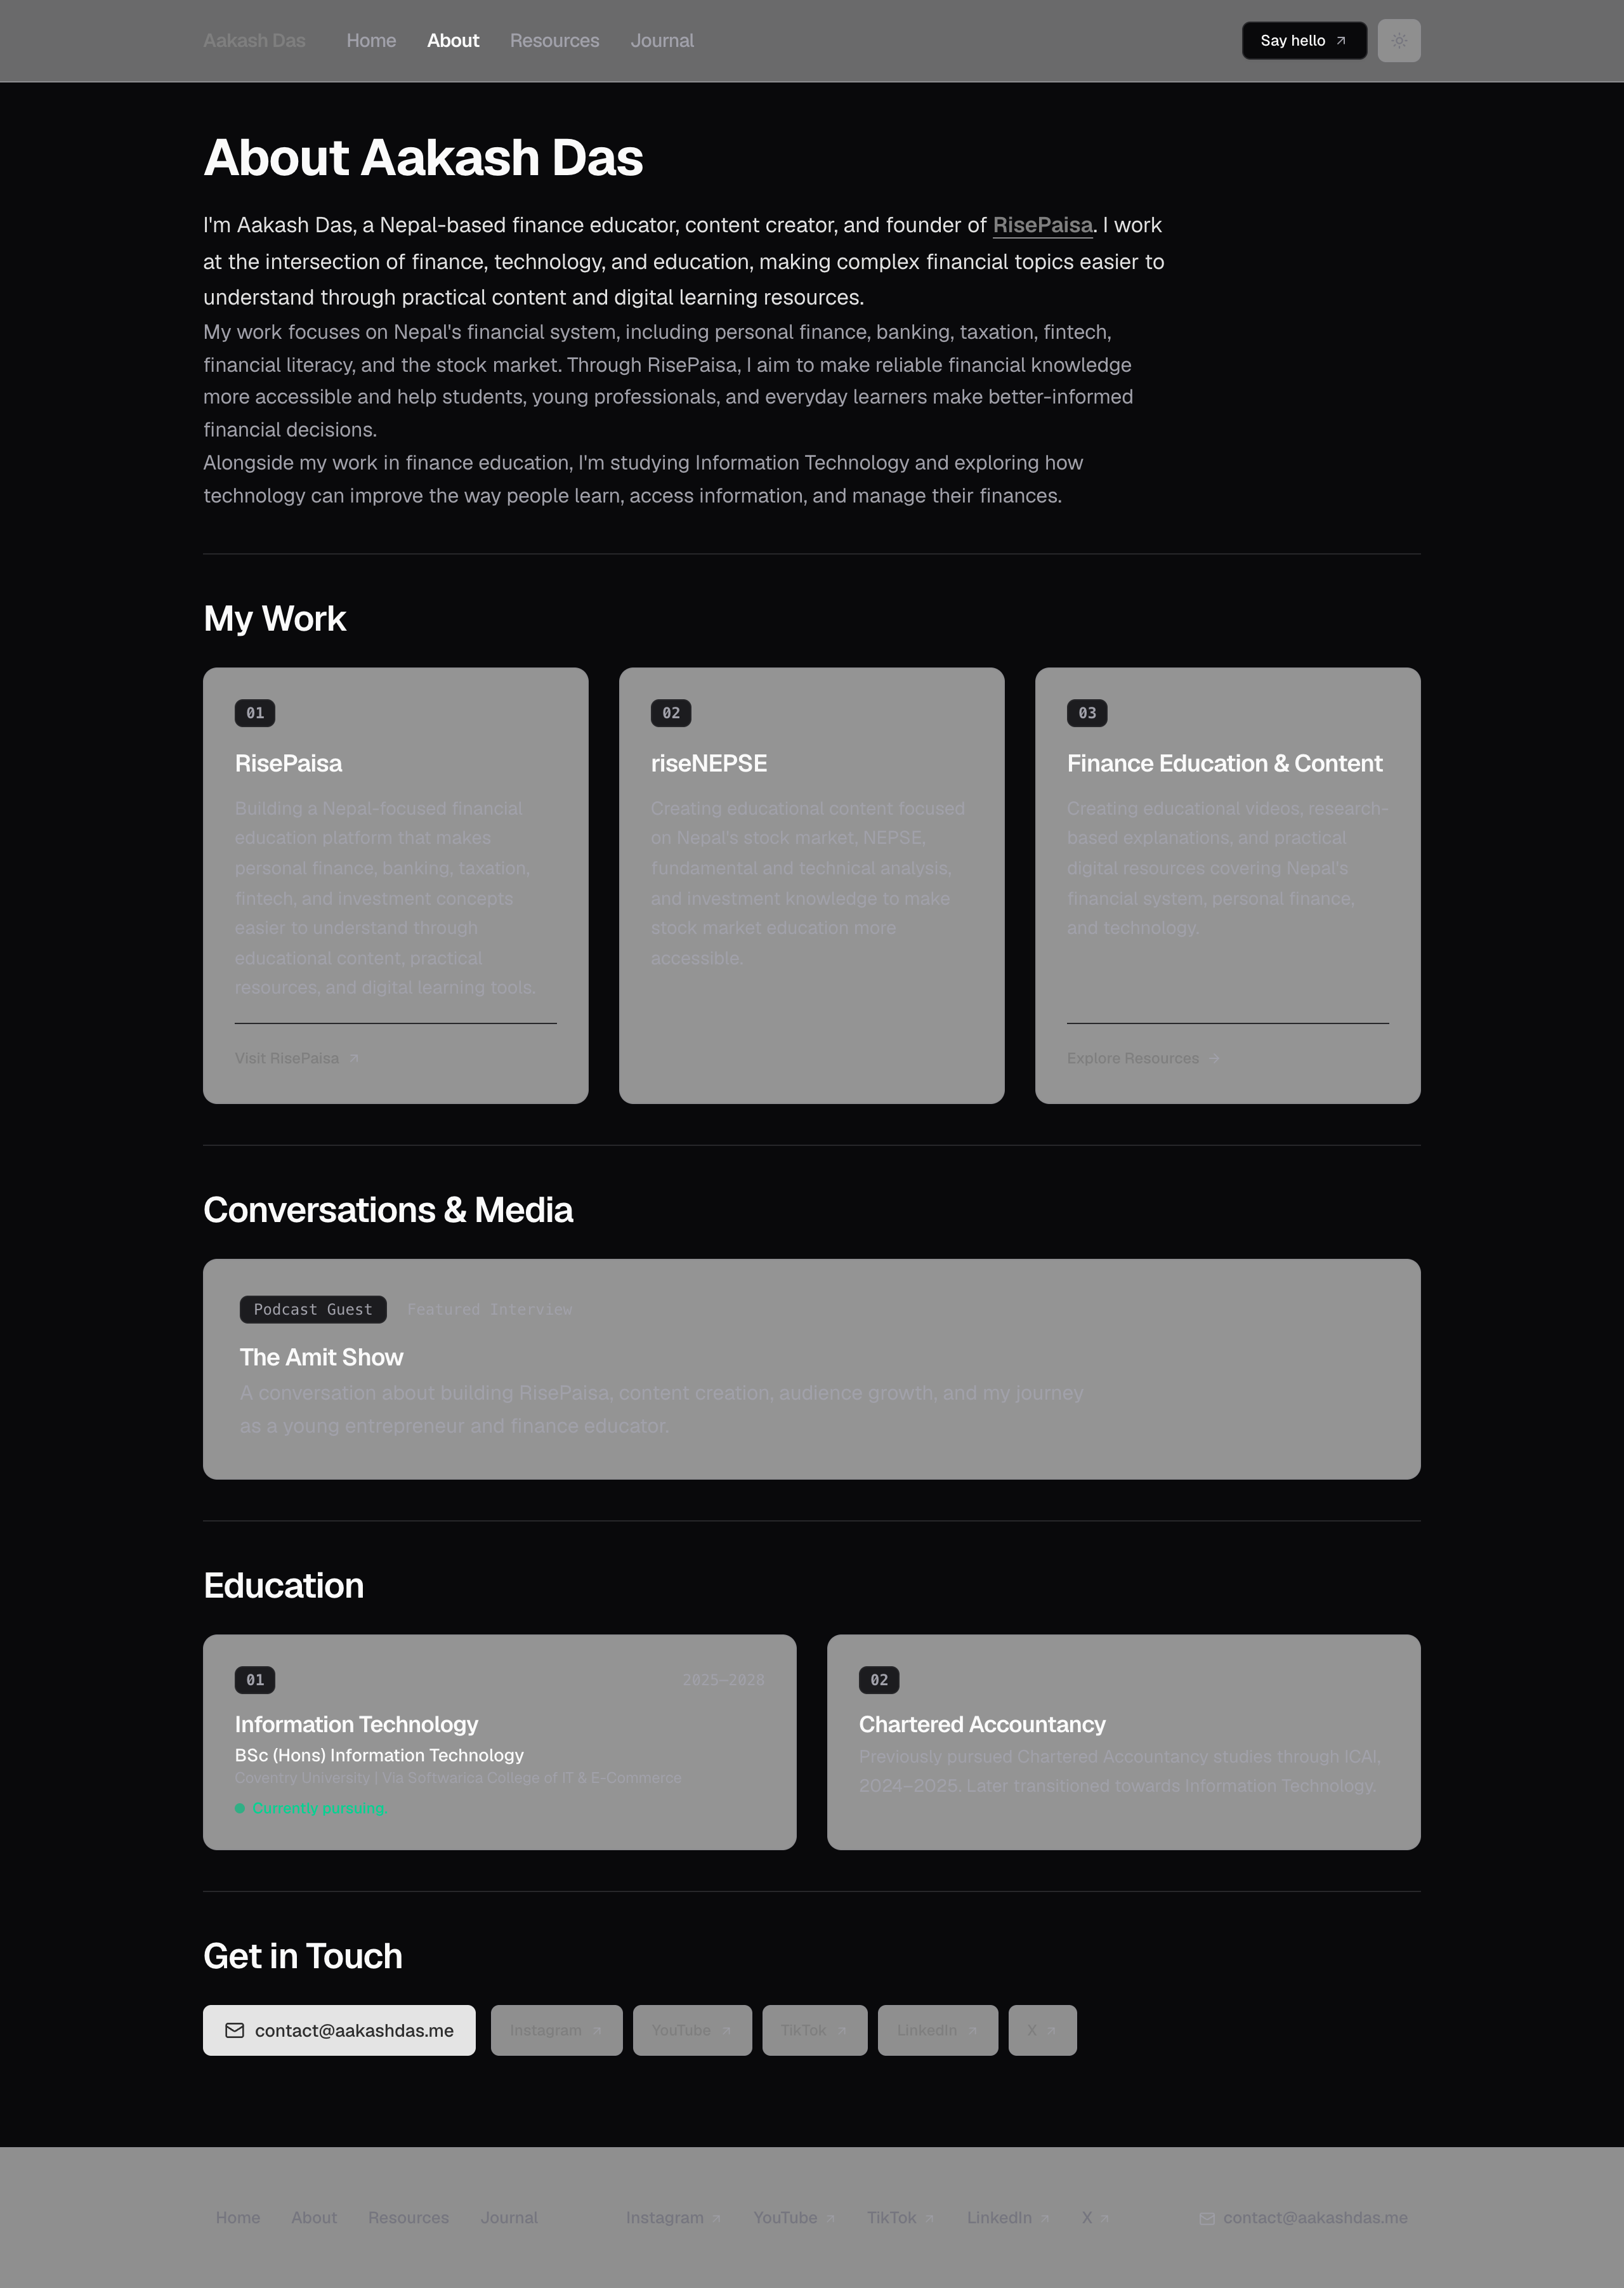 Aakash Das Home About Resources Journal Say hello
About Aakash Das
I'm Aakash Das, a Nepal-based finance educator, content creator, and founder of RisePaisa. I work
at the intersection of finance, technology, and education, making complex financial topics easier to
understand through practical content and digital learning resources.
My work focuses on Nepal's financial system, including personal finance, banking, taxation, fintech,
financial literacy, and the stock market. Through RisePaisa, I aim to make reliable financial knowledge
more accessible and help students, young professionals, and everyday learners make better-informed
financial decisions.
Alongside my work in finance education, I'm studying Information Technology and exploring how
technology can improve the way people learn, access information, and manage their finances.
My Work
01
RisePaisa
Building a Nepal-focused financial
education platform that makes
personal finance, banking, taxation,
fintech, and investment concepts
easier to understand through
educational content, practical
resources, and digital learning tools.
Visit RisePaisa
02
riseNEPSE
Creating educational content focused
on Nepal's stock market, NEPSE,
fundamental and technical analysis,
and investment knowledge to make
stock market education more
accessible.
03
Finance Education & Content
Creating educational videos, research-
based explanations, and practical
digital resources covering Nepal's
financial system, personal finance,
and technology.
Explore Resources
Conversations & Media
Podcast Guest Featured Interview
The Amit Show
A conversation about building RisePaisa, content creation, audience growth, and my journey
as a young entrepreneur and finance educator.
Education
01 2025–2028
Information Technology
BSc (Hons) Information Technology
Coventry University | Via Softwarica College of IT & E-Commerce
Currently pursuing
02
Chartered Accountancy
Previously pursued Chartered Accountancy studies through ICAI,
2024–2025. Later transitioned towards Information Technology.
Get in Touch
contact@aakashdas.me Instagram YouTube TikTok LinkedIn X
Home About Resources Journal Instagram YouTube TikTok LinkedIn X contact@aakashdas.me